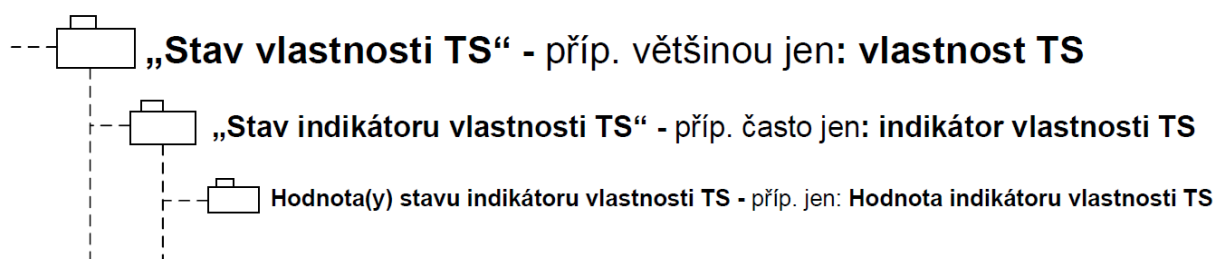 „Stav vlastnosti TS“ - příp. většinou jen: vlastnost TS
„Stav indikátoru vlastnosti TS“ - příp. často jen: indikátor vlastnosti TS
Hodnota(y) stavu indikátoru vlastnosti TS - příp. jen: Hodnota indikátoru vlastnosti TS